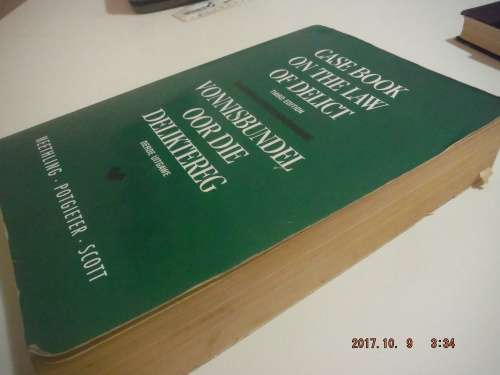 CASE BOOK
ON THE LAW
OF DELICT
THIRD EDITION
VONNISBUNDEL
OOR DIE
DELIKTEREG
DERDE UITGAWE
NEETHLING · POTGIETER · SCOTT
2017.10. 9 3:34